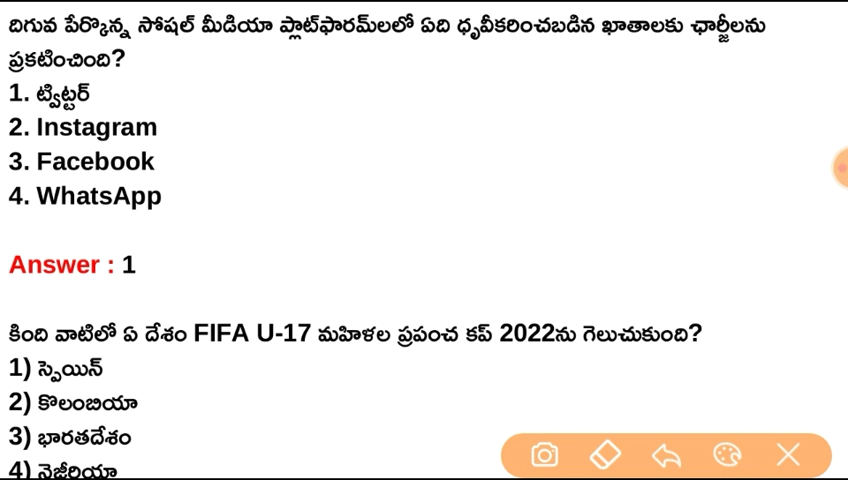 దిగువ పేర్కొన్న సోషల్ మీడియా ప్లాట్‌ఫారమ్‌లలో ఏది ధృవీకరించబడిన ఖాతాలకు ఛార్జీలను
ప్రకటించింది?
1. ట్విట్టర్
2. Instagram
3. Facebook
4. WhatsApp
Answer : 1
కింది వాటిలో ఏ దేశం FIFA U-17 మహిళల ప్రపంచ కప్ 2022ను గెలుచుకుంది?
1) స్పెయిన్
2) కొలంబియా
3) భారతదేశం
4) నైజీరియా